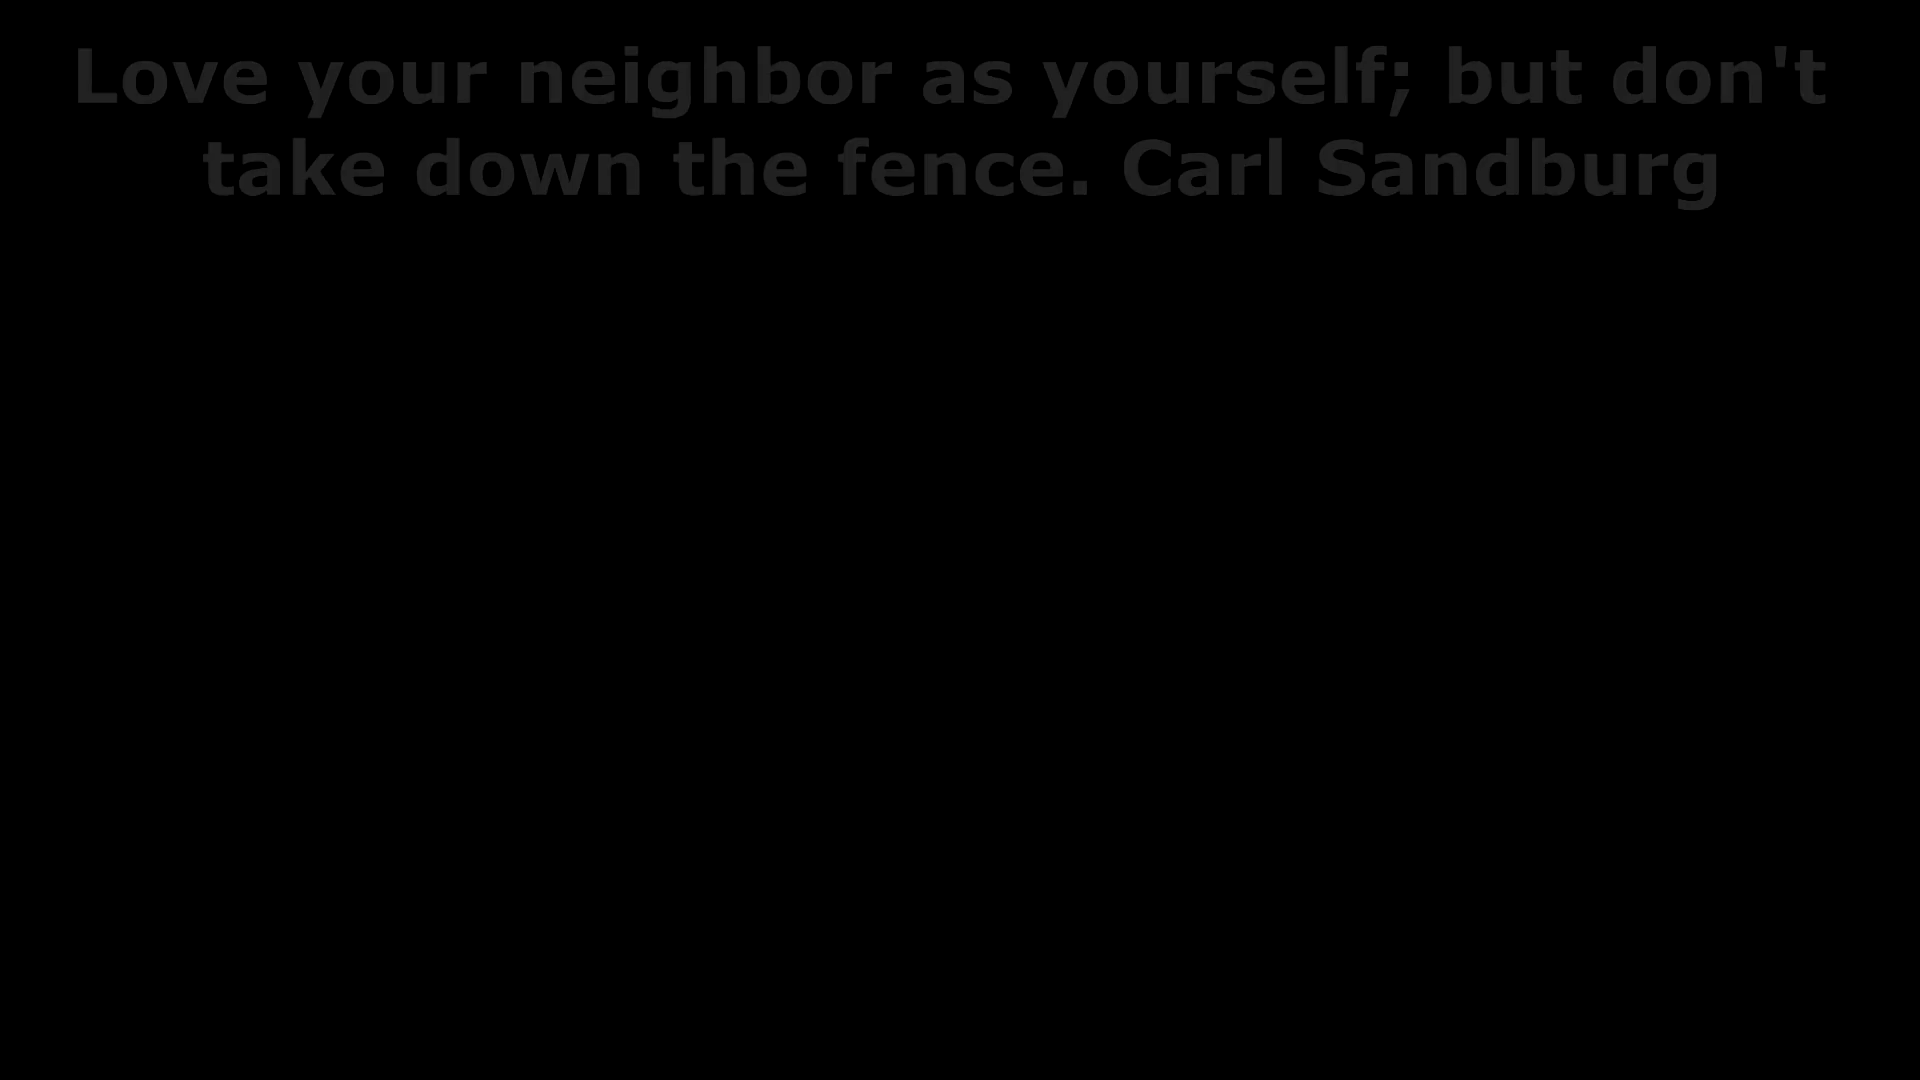 Love your neighbor as yourself; but don't
take down the fence. Carl Sandburg